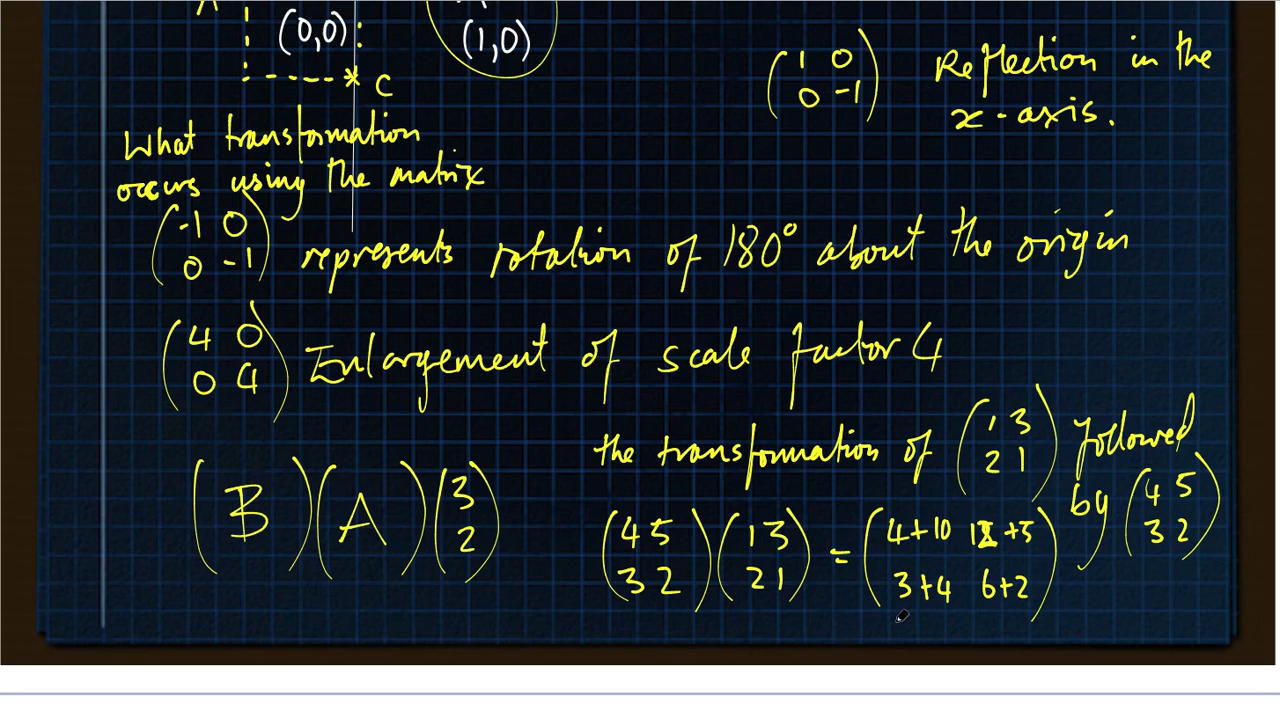 (0,0)
(1,0)
C
(1 0
0 -1)
Reflection in the
x-axis.
What transformation
occurs using the matrix
(-1 0
0 -1)
represents rotation of 180° about the origin
(4 0
0 4)
Enlargement of scale factor 4
(B)(A)(3
2)
the transformation of (1 3
2 1) followed
by (4 5
3 2)
(4 5
3 2)(1 3
2 1) = (4+10 12+5
3+4 6+2)